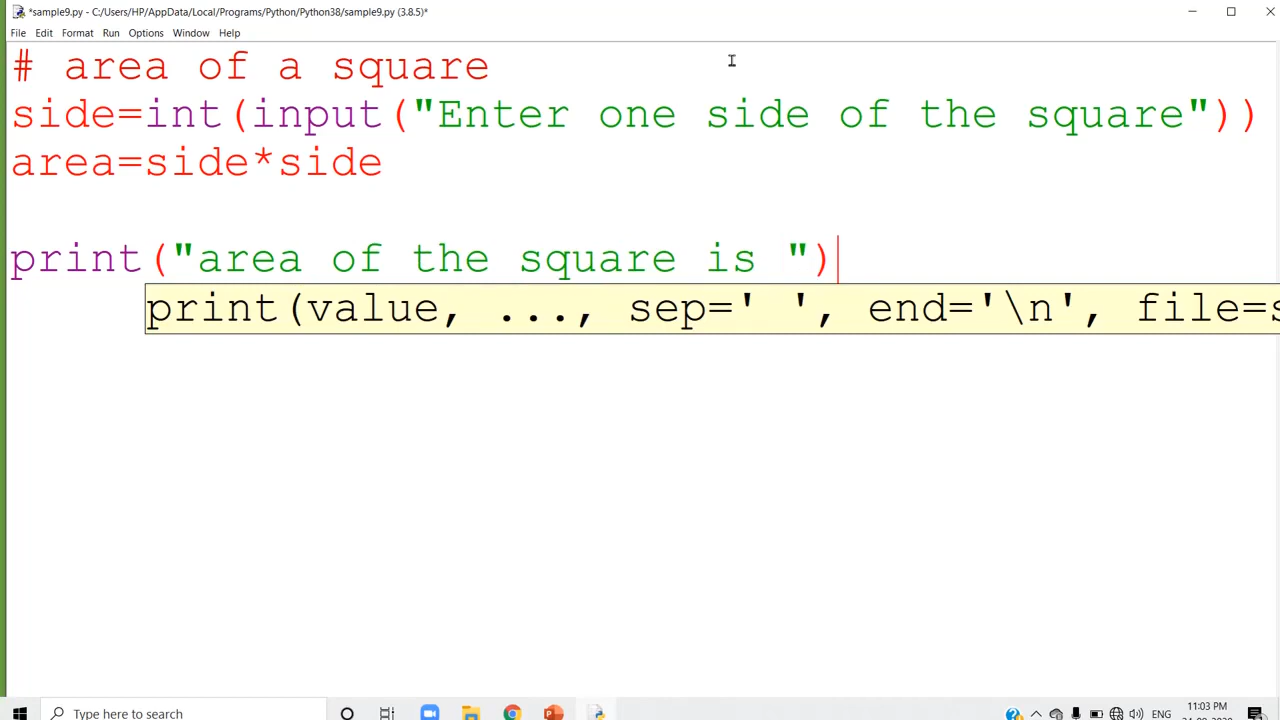 *sample9.py - C:/Users/HP/AppData/Local/Programs/Python/Python38/sample9.py (3.8.5)*
File Edit Format Run Options Window Help
# area of a square
side=int(input("Enter one side of the square"))
area=side*side
print("area of the square is ")
print(value, ..., sep=' ', end='\n', file=s
Type here to search
ENG
11:03 PM